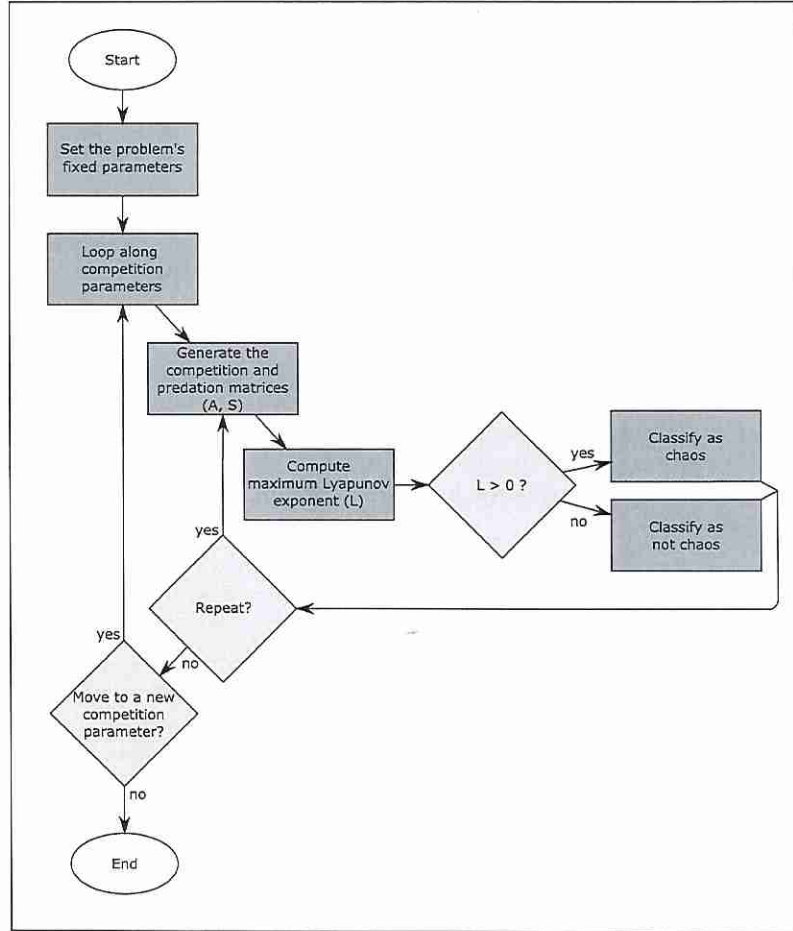 Start
Set the problem's
fixed parameters
Loop along
competition
parameters
Generate the
competition and
predation matrices
(A, S)
Compute
maximum Lyapunov
exponent (L)
L > 0 ?
yes
Classify as
chaos
no
Classify as
not chaos
yes
Repeat?
no
yes
Move to a new
competition
parameter?
no
End